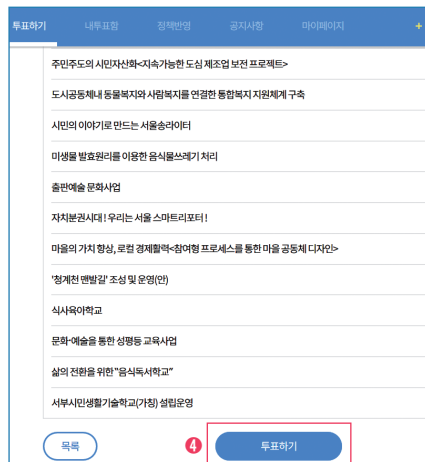 투표하기 내투표함 정책반영 공지사항 마이페이지 +
주민주도의 시민자산화<지속가능한 도심 제조업 보전 프로젝트>
도시공동체내 동물복지와 사람복지를 연결한 통합복지 지원체계 구축
시민의 이야기로 만드는 서울송라이터
미생물 발효원리를 이용한 음식물쓰레기 처리
출판예술 문화사업
자치분권시대! 우리는 서울 스마트리포터!
마을의 가치 향상, 로컬 경제활력<참여형 프로세스를 통한 마을 공동체 디자인>
'청계천 맨발길' 조성 및 운영(안)
식사육아학교
문화·예술을 통한 성평등 교육사업
삶의 전환을 위한 "음식독서학교"
서부시민생활기술학교(가칭) 설립운영
목록 4 투표하기